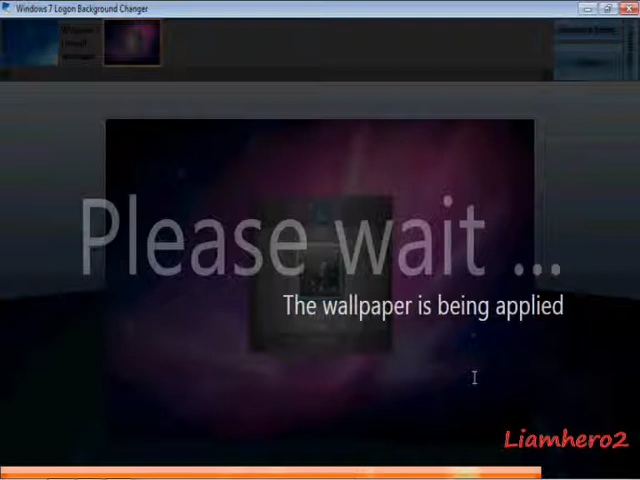 Windows 7 Logon Background Changer
Please wait ...
The wallpaper is being applied
Liamhero2